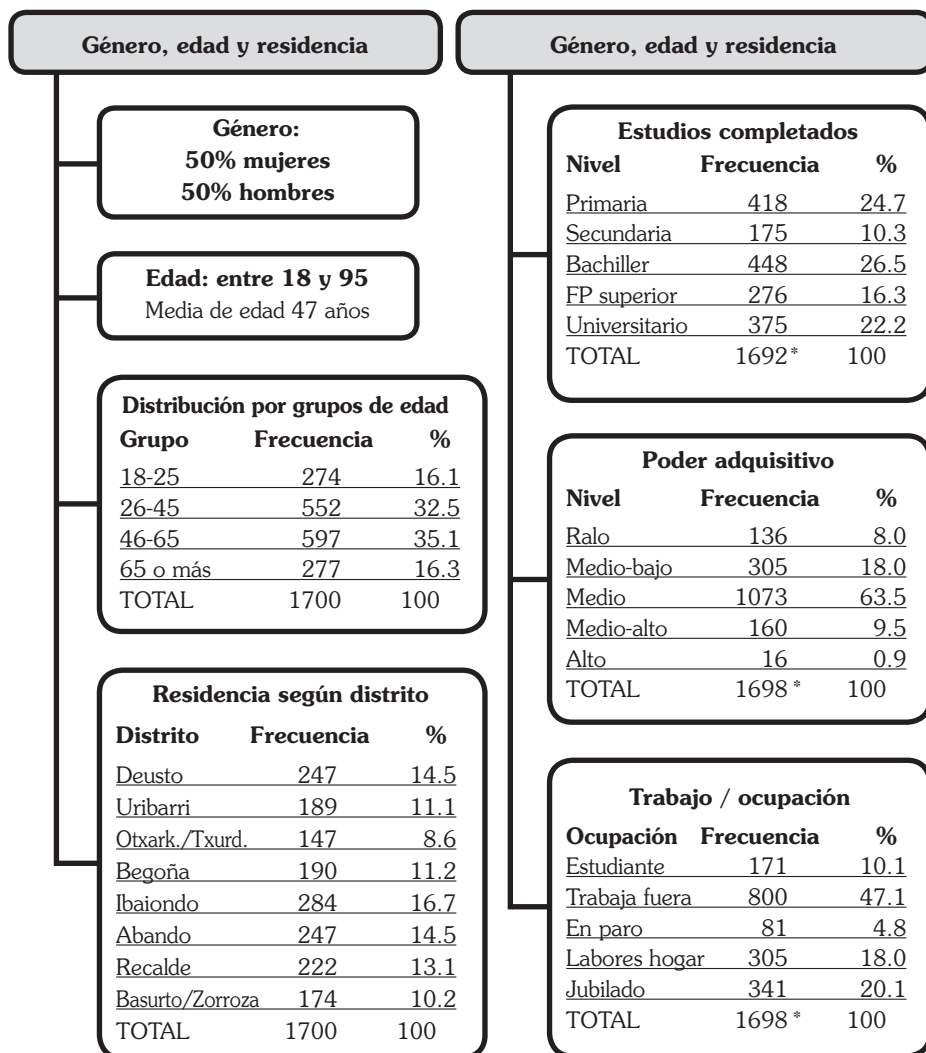 Género, edad y residencia
Género:
50% mujeres
50% hombres
Edad: entre 18 y 95
Media de edad 47 años
Distribución por grupos de edad
Grupo Frecuencia %
18-25 274 16.1
26-45 552 32.5
46-65 597 35.1
65 o más 277 16.3
TOTAL 1700 100
Residencia según distrito
Distrito Frecuencia %
Deusto 247 14.5
Uribarri 189 11.1
Otxark./Txurd. 147 8.6
Begoña 190 11.2
Ibaiondo 284 16.7
Abando 247 14.5
Recalde 222 13.1
Basurto/Zorroza 174 10.2
TOTAL 1700 100
Género, edad y residencia
Estudios completados
Nivel Frecuencia %
Primaria 418 24.7
Secundaria 175 10.3
Bachiller 448 26.5
FP superior 276 16.3
Universitario 375 22.2
TOTAL 1692* 100
Poder adquisitivo
Nivel Frecuencia %
Ralo 136 8.0
Medio-bajo 305 18.0
Medio 1073 63.5
Medio-alto 160 9.5
Alto 16 0.9
TOTAL 1698 * 100
Trabajo / ocupación
Ocupación Frecuencia %
Estudiante 171 10.1
Trabaja fuera 800 47.1
En paro 81 4.8
Labores hogar 305 18.0
Jubilado 341 20.1
TOTAL 1698 * 100